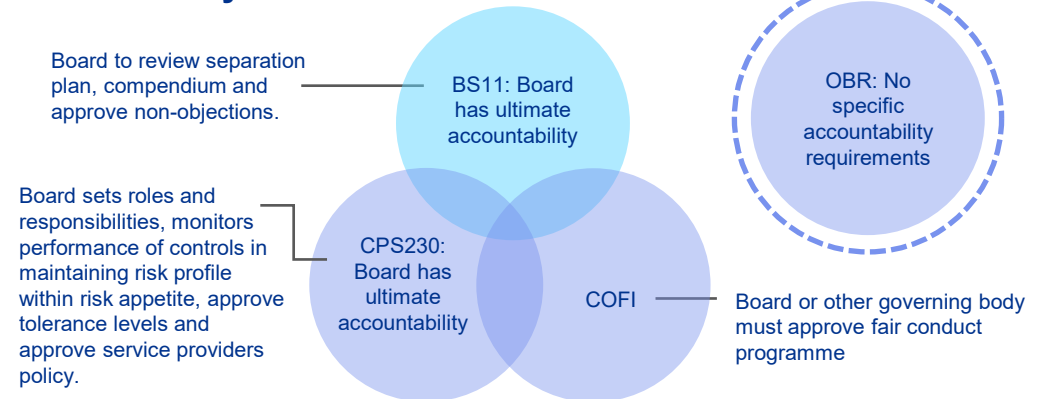 Board to review separation
plan, compendium and
approve non-objections.
BS11: Board
has ultimate
accountability
OBR: No
specific
accountability
requirements
Board sets roles and
responsibilities, monitors
performance of controls in
maintaining risk profile
within risk appetite, approve
tolerance levels and
approve service providers
policy.
CPS230:
Board has
ultimate
accountability
COFI
Board or other governing body
must approve fair conduct
programme